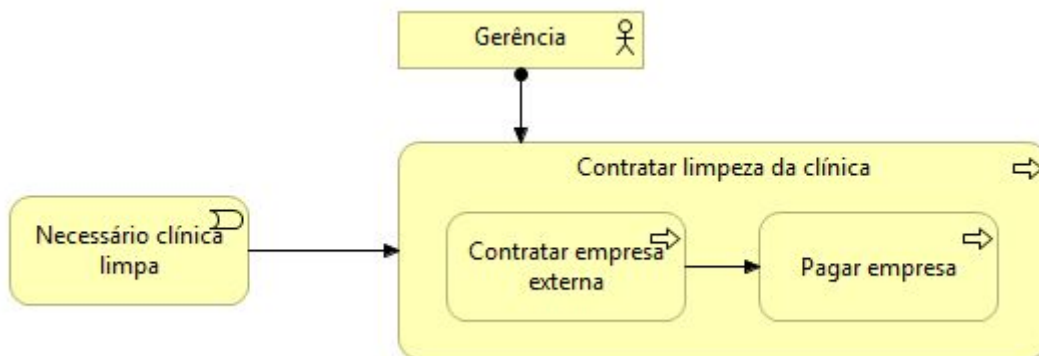 Gerência
Contratar limpeza da clínica
Necessário clínica
limpa
Contratar empresa
externa
Pagar empresa